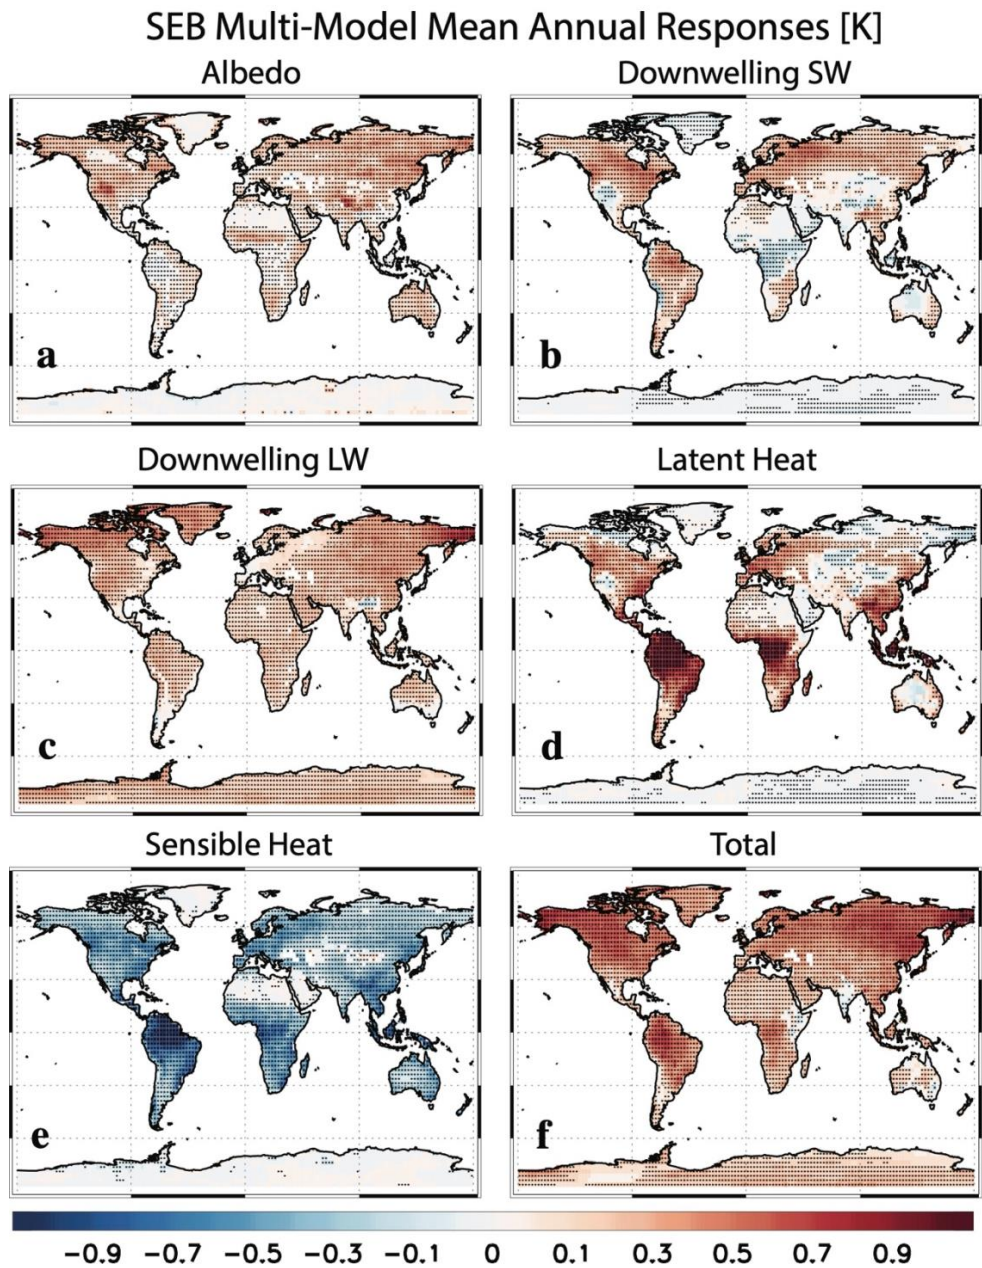 SEB Multi-Model Mean Annual Responses [K]
Albedo
Downwelling SW
a
b
Downwelling LW
Latent Heat
c
d
Sensible Heat
Total
e
f
−0.9 −0.7 −0.5 −0.3 −0.1 0 0.1 0.3 0.5 0.7 0.9